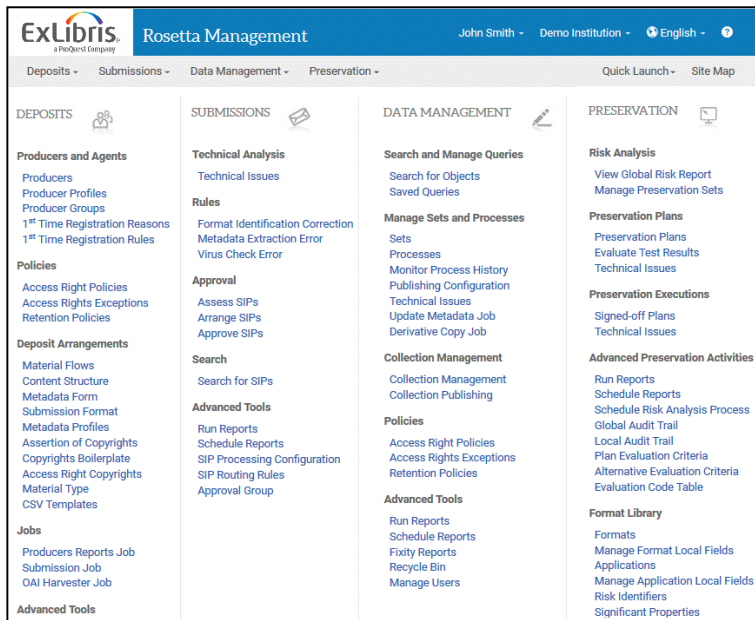 ExLibris
a ProQuest Company
Rosetta Management
John Smith
Demo Institution
English
?
Deposits
Submissions
Data Management
Preservation
Quick Launch
Site Map
DEPOSITS
Producers and Agents
Producers
Producer Profiles
Producer Groups
1st Time Registration Reasons
1st Time Registration Rules
Policies
Access Right Policies
Access Rights Exceptions
Retention Policies
Deposit Arrangements
Material Flows
Content Structure
Metadata Form
Submission Format
Metadata Profiles
Assertion of Copyrights
Copyrights Boilerplate
Access Right Copyrights
Material Type
CSV Templates
Jobs
Producers Reports Job
Submission Job
OAI Harvester Job
Advanced Tools
SUBMISSIONS
Technical Analysis
Technical Issues
Rules
Format Identification Correction
Metadata Extraction Error
Virus Check Error
Approval
Assess SIPs
Arrange SIPs
Approve SIPs
Search
Search for SIPs
Advanced Tools
Run Reports
Schedule Reports
SIP Processing Configuration
SIP Routing Rules
Approval Group
DATA MANAGEMENT
Search and Manage Queries
Search for Objects
Saved Queries
Manage Sets and Processes
Sets
Processes
Monitor Process History
Publishing Configuration
Technical Issues
Update Metadata Job
Derivative Copy Job
Collection Management
Collection Management
Collection Publishing
Policies
Access Right Policies
Access Rights Exceptions
Retention Policies
Advanced Tools
Run Reports
Schedule Reports
Fixity Reports
Recycle Bin
Manage Users
PRESERVATION
Risk Analysis
View Global Risk Report
Manage Preservation Sets
Preservation Plans
Preservation Plans
Evaluate Test Results
Technical Issues
Preservation Executions
Signed-off Plans
Technical Issues
Advanced Preservation Activities
Run Reports
Schedule Reports
Schedule Risk Analysis Process
Global Audit Trail
Local Audit Trail
Plan Evaluation Criteria
Alternative Evaluation Criteria
Evaluation Code Table
Format Library
Formats
Manage Format Local Fields
Applications
Manage Application Local Fields
Risk Identifiers
Significant Properties